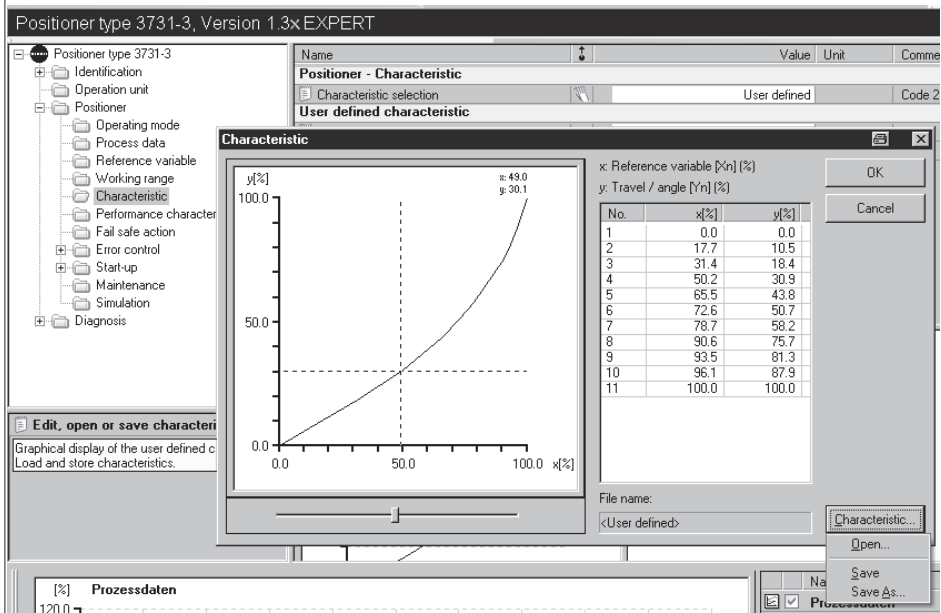 Positioner type 3731-3, Version 1.3x EXPERT
Positioner type 3731-3
Identification
Operation unit
Positioner
Operating mode
Process data
Reference variable
Working range
Characteristic
Performance character
Fail safe action
Error control
Start-up
Maintenance
Simulation
Diagnosis
Name Value Unit Comme
Positioner - Characteristic
Characteristic selection User defined Code 2
User defined characteristic
Characteristic
y[%]
x: 49.0
y: 30.1
100.0
50.0
0.0
0.0 50.0 100.0 x[%]
x: Reference variable [Xn] (%)
y: Travel / angle [Yn] (%)
No. x[%] y[%]
1 0.0 0.0
2 17.7 10.5
3 31.4 18.4
4 50.2 30.9
5 65.5 43.8
6 72.6 50.7
7 78.7 58.2
8 90.6 75.7
9 93.5 81.3
10 96.1 87.9
11 100.0 100.0
File name:
<User defined>
OK
Cancel
Characteristic...
Open...
Save
Save As...
Edit, open or save characteri
Graphical display of the user defined c
Load and store characteristics.
[%] Prozessdaten
120.0
Na
Prozessdaten